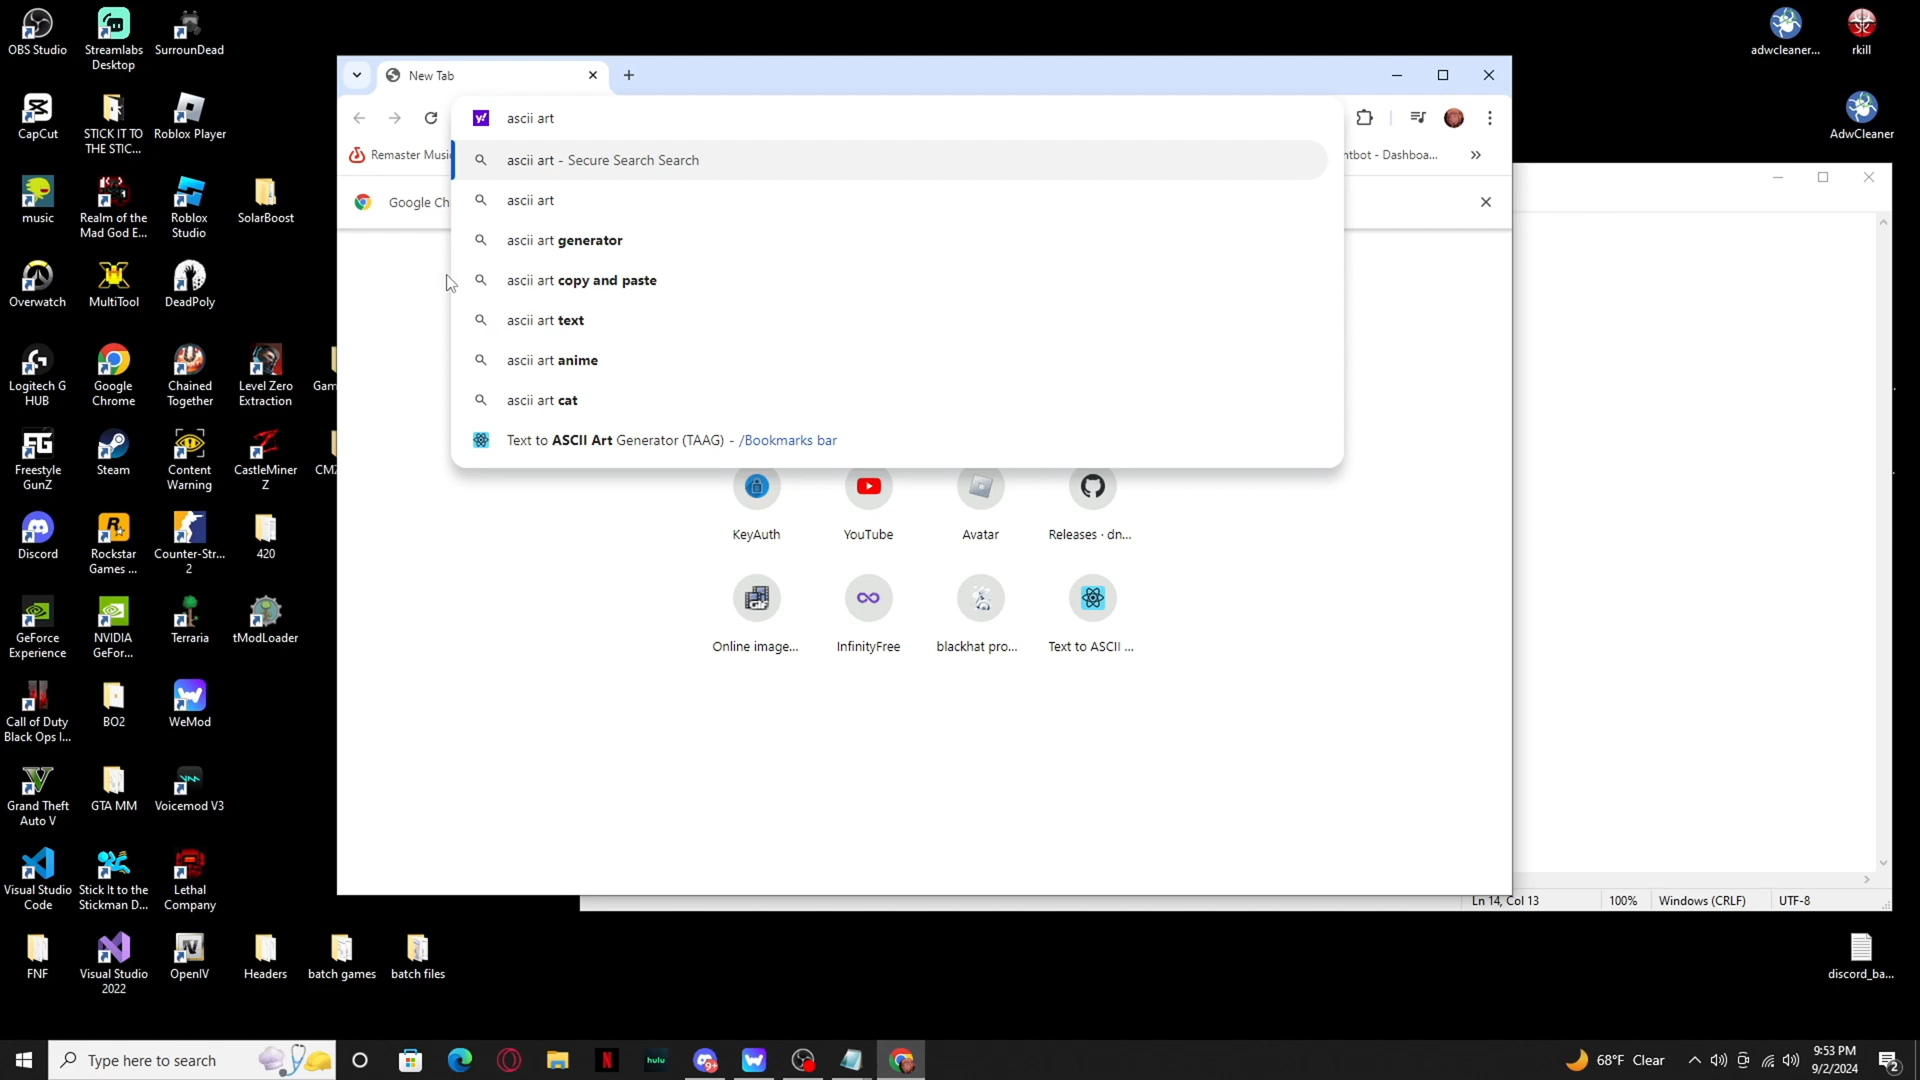 OBS Studio
Streamlabs
Desktop
SurrounDead
CapCut
STICK IT TO
THE STIC...
Roblox Player
music
Realm of the
Mad God E...
Roblox
Studio
SolarBoost
Overwatch
MultiTool
DeadPoly
Logitech G
HUB
Google
Chrome
Chained
Together
Level Zero
Extraction
Gam
Freestyle
GunZ
Steam
Content
Warning
CastleMiner
Z
CMZ
Discord
Rockstar
Games ...
Counter-Str...
2
420
GeForce
Experience
NVIDIA
GeFor...
Terraria
tModLoader
Call of Duty
Black Ops I...
BO2
WeMod
Grand Theft
Auto V
GTA MM
Voicemod V3
Visual Studio
Code
Stick It to the
Stickman D...
Lethal
Company
FNF
Visual Studio
2022
OpenIV
Headers
batch games
batch files
New Tab
y!
ascii art
Remaster Musi
ntbot - Dashboa...
ascii art - Secure Search Search
Google Ch
ascii art
ascii art generator
ascii art copy and paste
ascii art text
ascii art anime
ascii art cat
Text to ASCII Art Generator (TAAG) - /Bookmarks bar
KeyAuth
YouTube
Avatar
Releases · dn...
Online image...
InfinityFree
blackhat pro...
Text to ASCII ...
Ln 14, Col 13
100%
Windows (CRLF)
UTF-8
adwcleaner...
rkill
AdwCleaner
discord_ba...
Type here to search
hulu
9+
68°F Clear
9:53 PM
9/2/2024
2